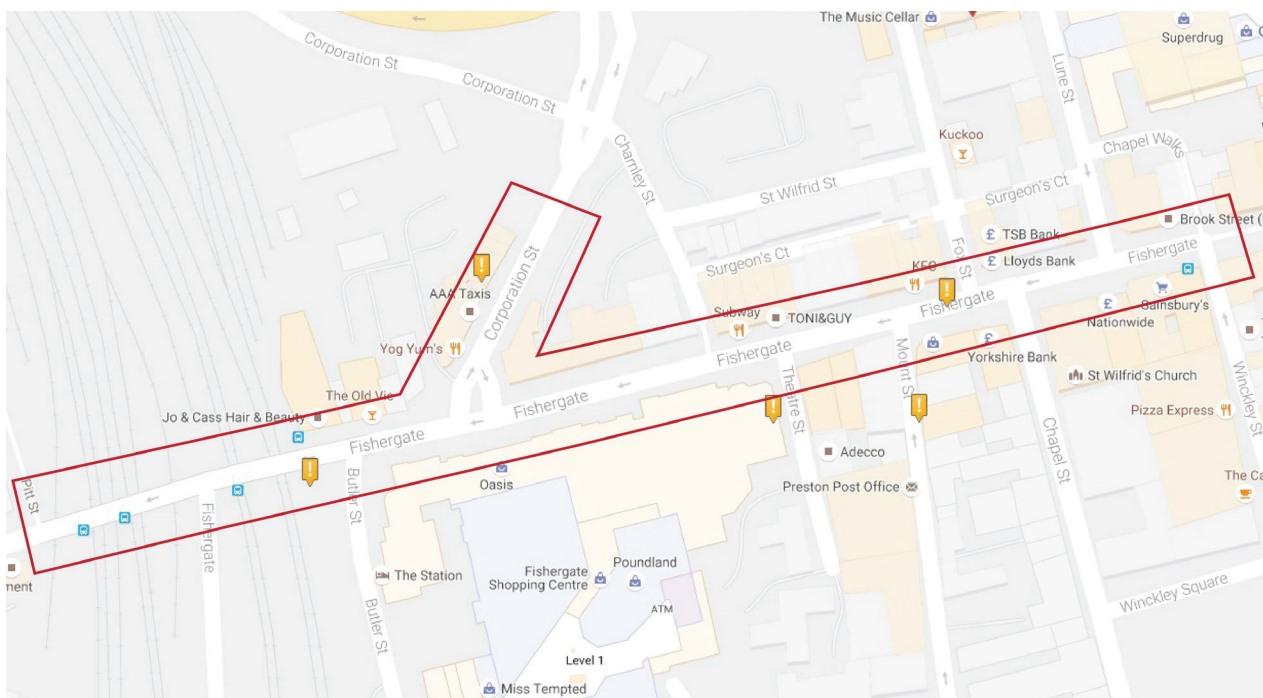 The Music Cellar
Superdrug
Corporation St
Corporation St
Lune St
Charnley St
Kuckoo
Chapel Walks
St Wilfrid St
Surgeon's Ct
Brook Street (
TSB Bank
Fishergate
Fox St
Lloyds Bank
Surgeon's Ct
KFC
AAA Taxis
Corporation St
Sainsbury's
Fishergate
Nationwide
Subway
TONI&GUY
Yog Yum's
Fishergate
Mount St
Yorkshire Bank
St Wilfrid's Church
Theatre St
Winckley St
The Old Vic
Fishergate
Pizza Express
Jo & Cass Hair & Beauty
Fishergate
Chapel St
Adecco
Pitt St
Butler St
Oasis
Preston Post Office
The Ca
Fishergate
ment
The Station
Fishergate
Shopping Centre
Poundland
ATM
Winckley Square
Butler St
Level 1
Miss Tempted